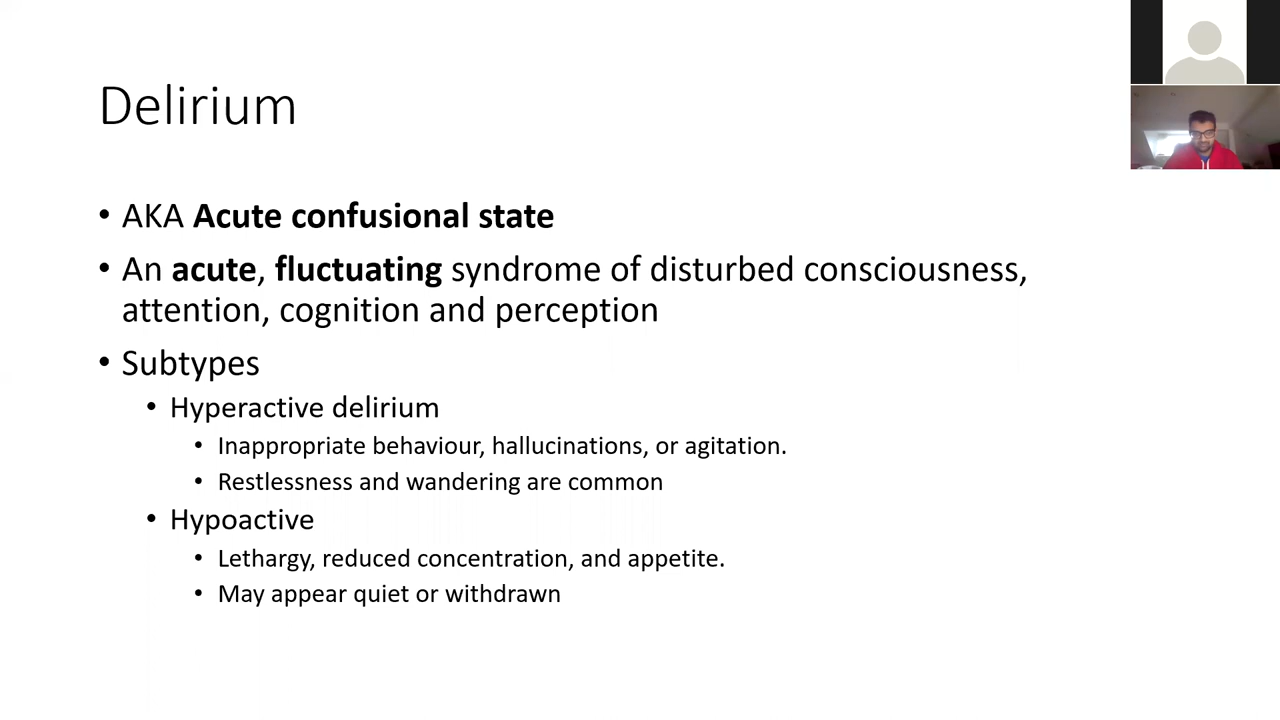 Delirium
• AKA Acute confusional state
• An acute, fluctuating syndrome of disturbed consciousness,
attention, cognition and perception
• Subtypes
• Hyperactive delirium
• Inappropriate behaviour, hallucinations, or agitation.
• Restlessness and wandering are common
• Hypoactive
• Lethargy, reduced concentration, and appetite.
• May appear quiet or withdrawn